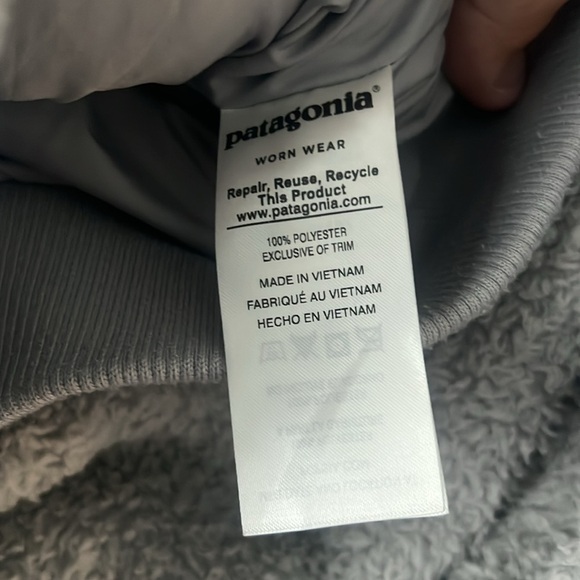 patagonia®
WORN WEAR
Repair, Reuse, Recycle
This Product
www.patagonia.com
100% POLYESTER
EXCLUSIVE OF TRIM
MADE IN VIETNAM
FABRIQUÉ AU VIETNAM
HECHO EN VIETNAM